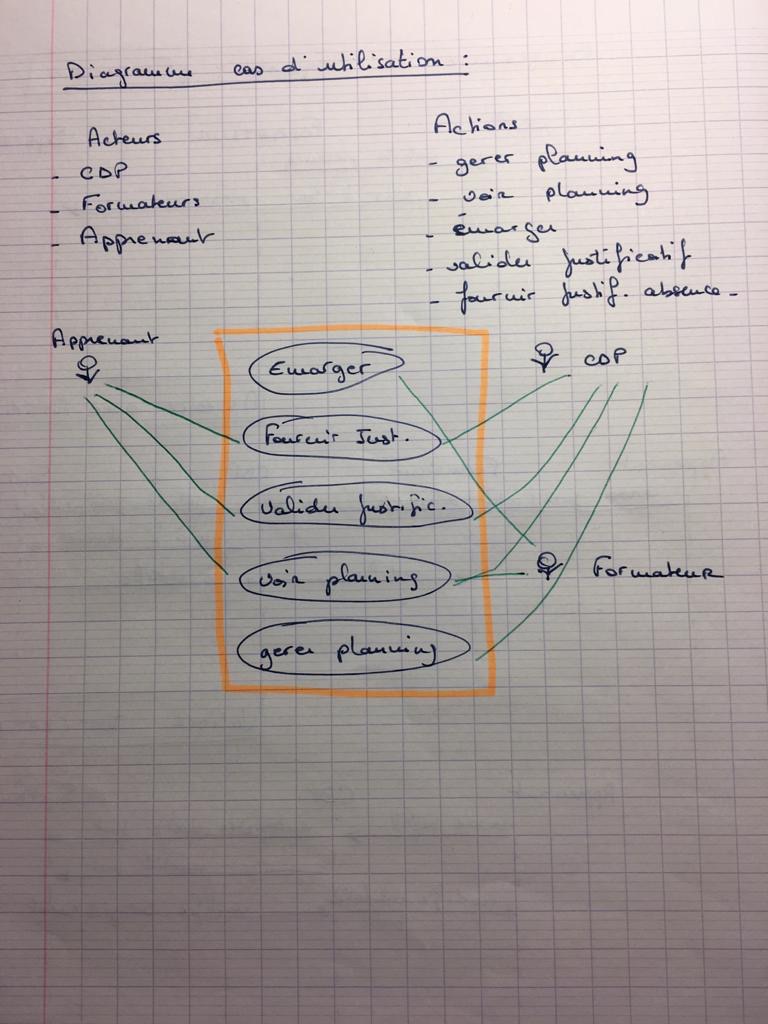 Diagramme cas d'utilisation :
Acteurs
- CDP
- Formateurs
- Apprenant
Actions
- gerer planning
- voir planning
- émarger
- valider justificatif
- fournir justif. absence -
Apprenant
Emarger
Fournir Just.
valider justific.
voir planning
gerer planning
CDP
Formateur